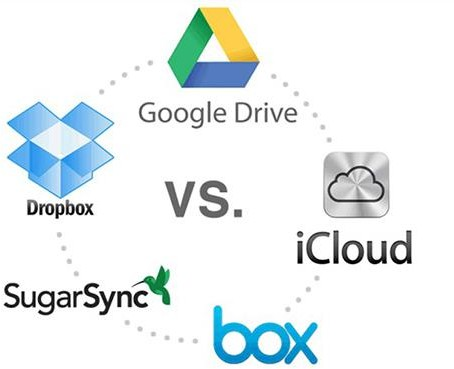 Google Drive
Dropbox
VS.
iCloud
SugarSync
box